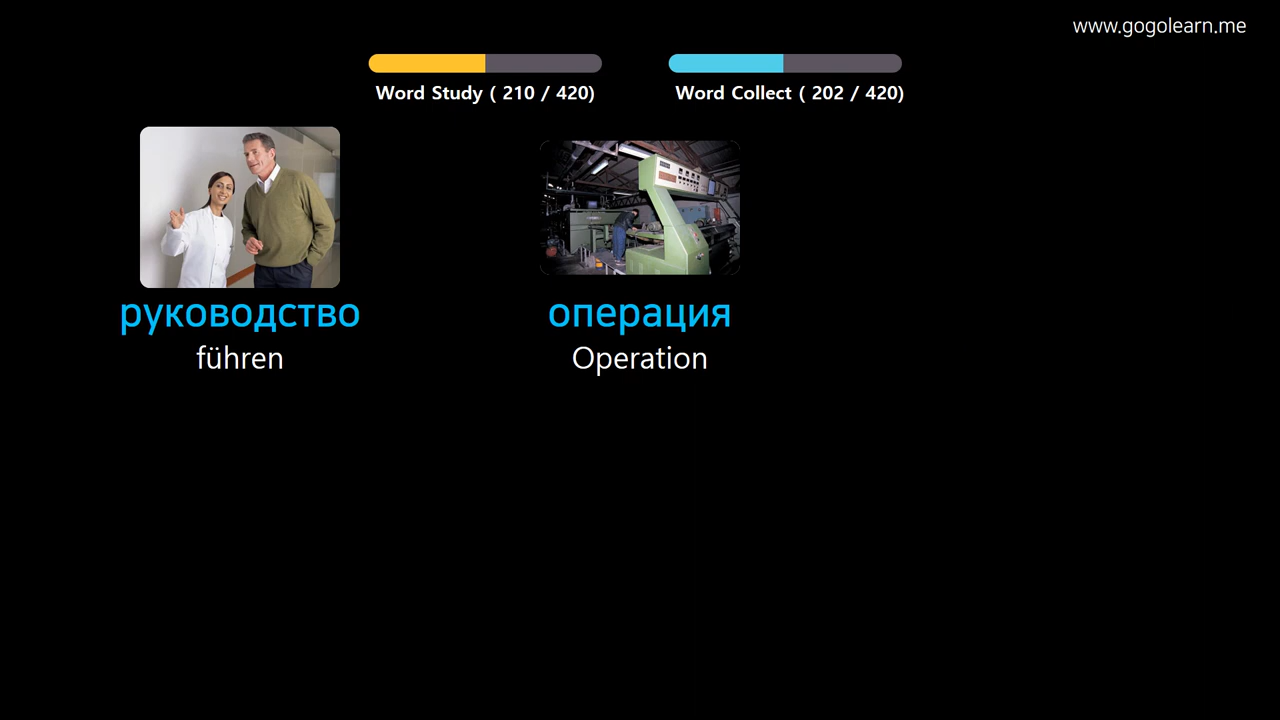 www.gogolearn.me
Word Study ( 210 / 420)
Word Collect ( 202 / 420)
руководство
führen
операция
Operation